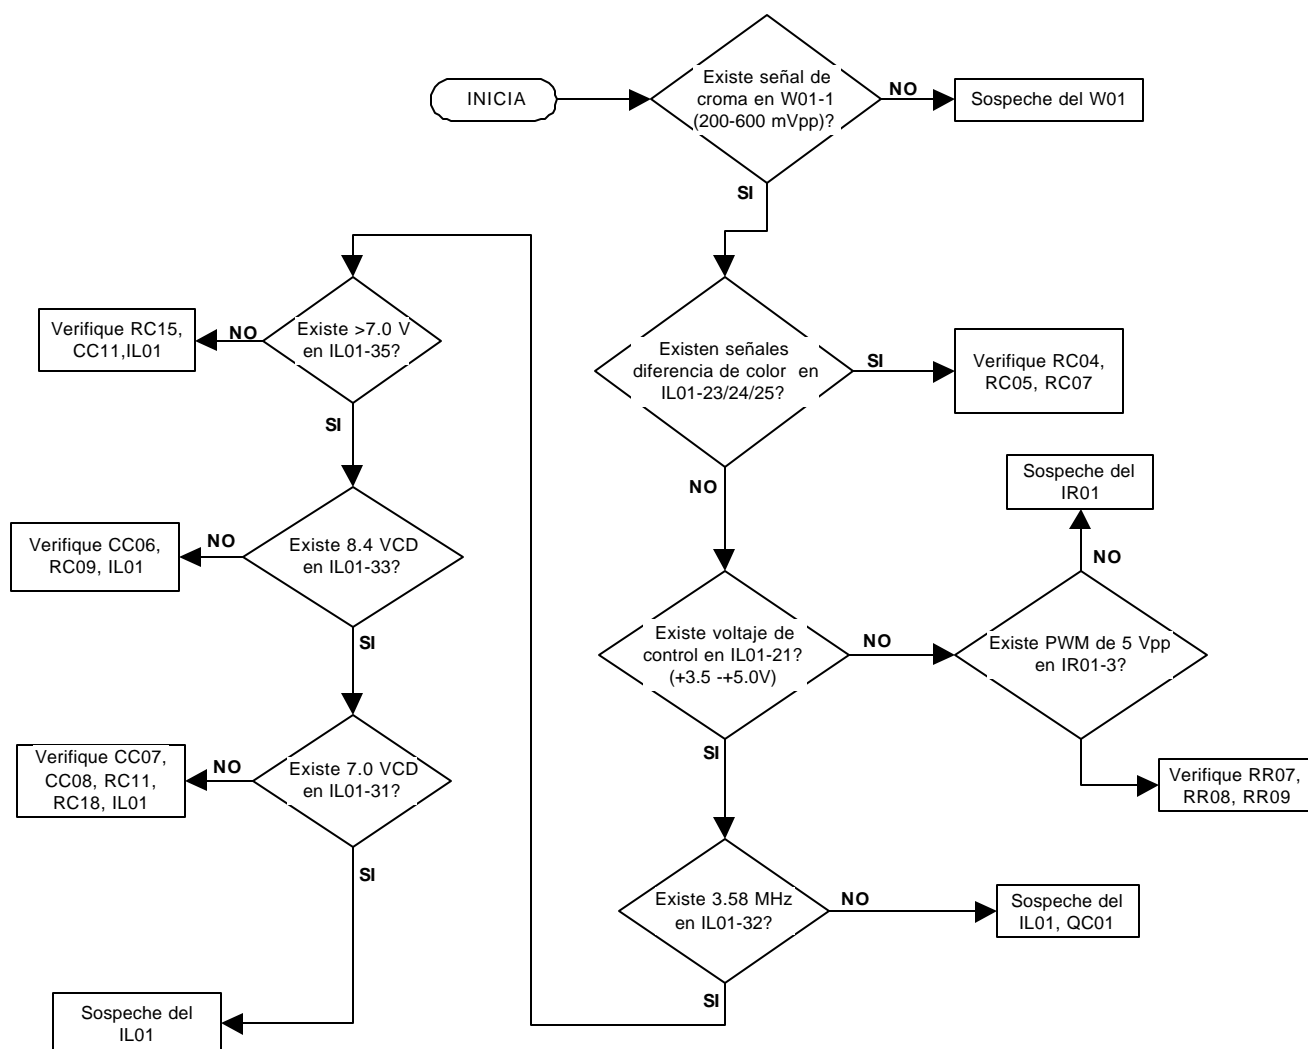 INICIA
Existe señal de
croma en W01-1
(200-600 mVpp)?
NO
Sospeche del W01
SI
Existen señales
diferencia de color en
IL01-23/24/25?
SI
Verifique RC04,
RC05, RC07
NO
Existe voltaje de
control en IL01-21?
(+3.5 -+5.0V)
NO
Existe PWM de 5 Vpp
en IR01-3?
NO
Sospeche del
IR01
Verifique RR07,
RR08, RR09
SI
Existe 3.58 MHz
en IL01-32?
NO
Sospeche del
IL01, QC01
SI
Existe >7.0 V
en IL01-35?
NO
Verifique RC15,
CC11,IL01
SI
Existe 8.4 VCD
en IL01-33?
NO
Verifique CC06,
RC09, IL01
SI
Existe 7.0 VCD
en IL01-31?
NO
Verifique CC07,
CC08, RC11,
RC18, IL01
SI
Sospeche del
IL01